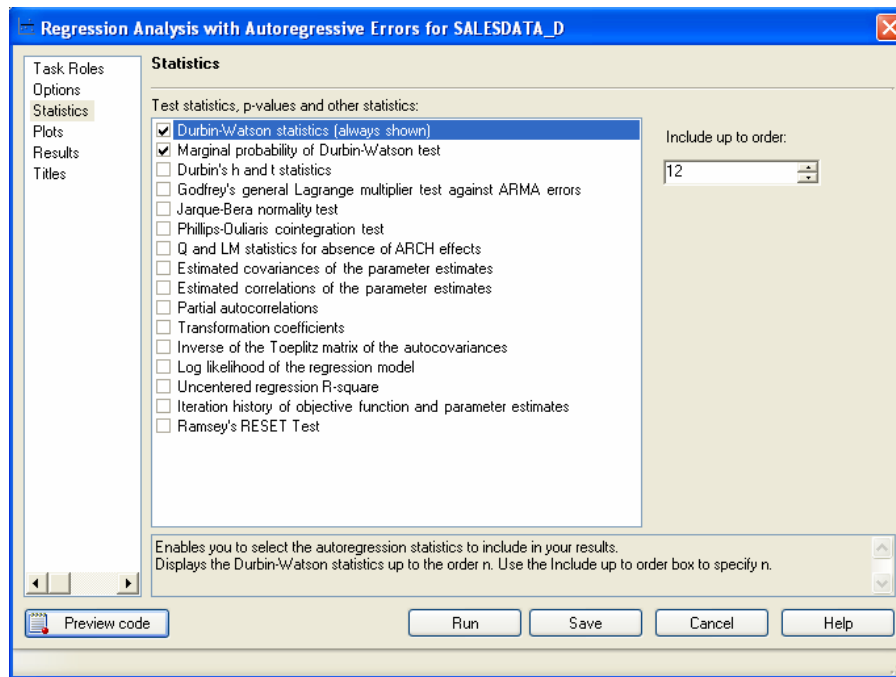 Regression Analysis with Autoregressive Errors for SALESDATA_D
Task Roles
Options
Statistics
Plots
Results
Titles
Statistics
Test statistics, p-values and other statistics:
Durbin-Watson statistics (always shown)
Marginal probability of Durbin-Watson test
Durbin's h and t statistics
Godfrey's general Lagrange multiplier test against ARMA errors
Jarque-Bera normality test
Phillips-Ouliaris cointegration test
Q and LM statistics for absence of ARCH effects
Estimated covariances of the parameter estimates
Estimated correlations of the parameter estimates
Partial autocorrelations
Transformation coefficients
Inverse of the Toeplitz matrix of the autocovariances
Log likelihood of the regression model
Uncentered regression R-square
Iteration history of objective function and parameter estimates
Ramsey's RESET Test
Include up to order:
12
Enables you to select the autoregression statistics to include in your results.
Displays the Durbin-Watson statistics up to the order n. Use the Include up to order box to specify n.
Preview code
Run
Save
Cancel
Help